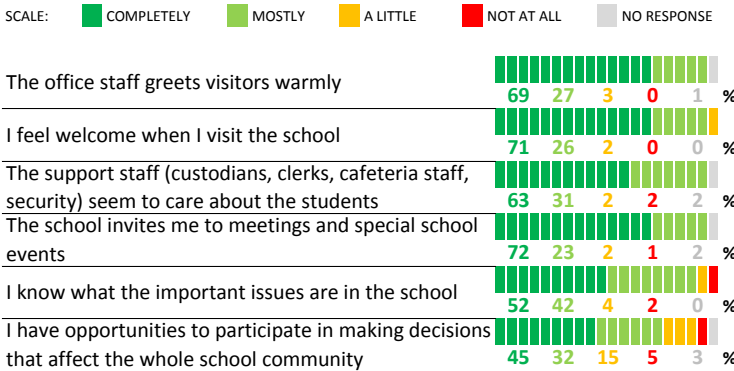 SCALE: COMPLETELY MOSTLY A LITTLE NOT AT ALL NO RESPONSE
The office staff greets visitors warmly
69 27 3 0 1 %
I feel welcome when I visit the school
71 26 2 0 0 %
The support staff (custodians, clerks, cafeteria staff,
security) seem to care about the students
63 31 2 2 2 %
The school invites me to meetings and special school
events
72 23 2 1 2 %
I know what the important issues are in the school
52 42 4 2 0 %
I have opportunities to participate in making decisions
that affect the whole school community
45 32 15 5 3 %